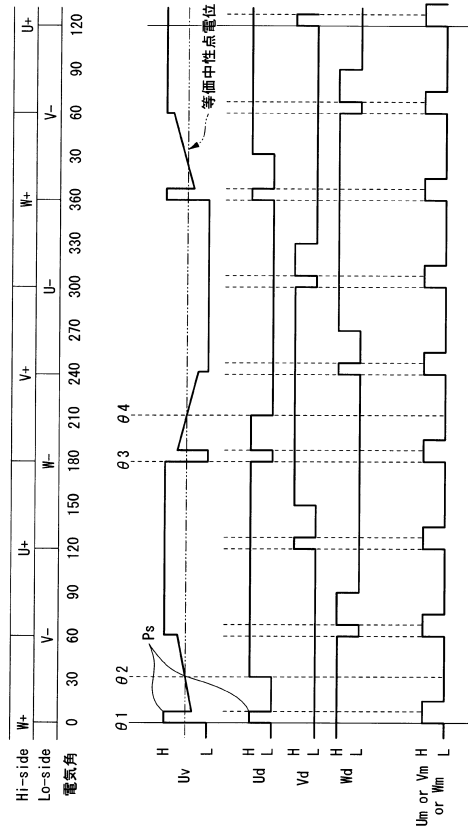 Hi-side W+ U+ V+ W+ U+
Lo-side V- W- U- V-
電気角 0 30 60 90 120 150 180 210 240 270 300 330 360 30 60 90 120
θ1 θ2 Ps θ3 θ4
等価中性点電位
Uv H L
Ud H L
Vd H L
Wd H L
Um or Vm or Wm H L